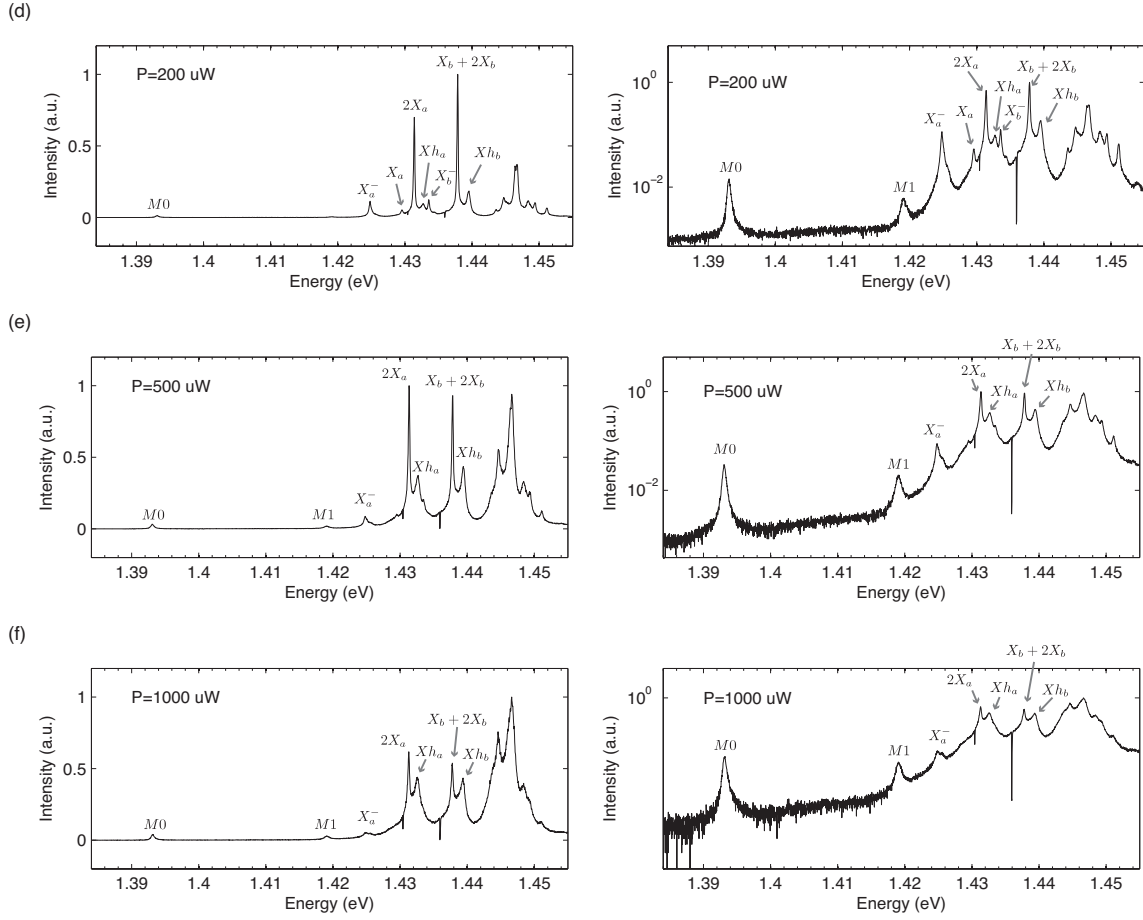 (d)
P=200 uW
X_b + 2X_b
2X_a
Xh_a
X_a
X_b^-
Xh_b
X_a^-
M0
1
0.5
0
Intensity (a.u.)
1.39 1.4 1.41 1.42 1.43 1.44 1.45
Energy (eV)
P=200 uW
2X_a
X_b + 2X_b
Xh_a
Xh_b
X_b^-
X_a
X_a^-
M0
M1
10^0
10^-2
Intensity (a.u.)
1.39 1.4 1.41 1.42 1.43 1.44 1.45
Energy (eV)
(e)
P=500 uW
2X_a
X_b + 2X_b
Xh_a
Xh_b
X_a^-
M0
M1
1
0.5
0
Intensity (a.u.)
1.39 1.4 1.41 1.42 1.43 1.44 1.45
Energy (eV)
X_b + 2X_b
P=500 uW
2X_a
Xh_a
Xh_b
X_a^-
M0
M1
10^0
10^-2
Intensity (a.u.)
1.39 1.4 1.41 1.42 1.43 1.44 1.45
Energy (eV)
(f)
P=1000 uW
X_b + 2X_b
2X_a
Xh_a
Xh_b
X_a^-
M0
M1
1
0.5
0
Intensity (a.u.)
1.39 1.4 1.41 1.42 1.43 1.44 1.45
Energy (eV)
X_b + 2X_b
P=1000 uW
2X_a
Xh_a
Xh_b
X_a^-
M0
M1
10^0
Intensity (a.u.)
1.39 1.4 1.41 1.42 1.43 1.44 1.45
Energy (eV)